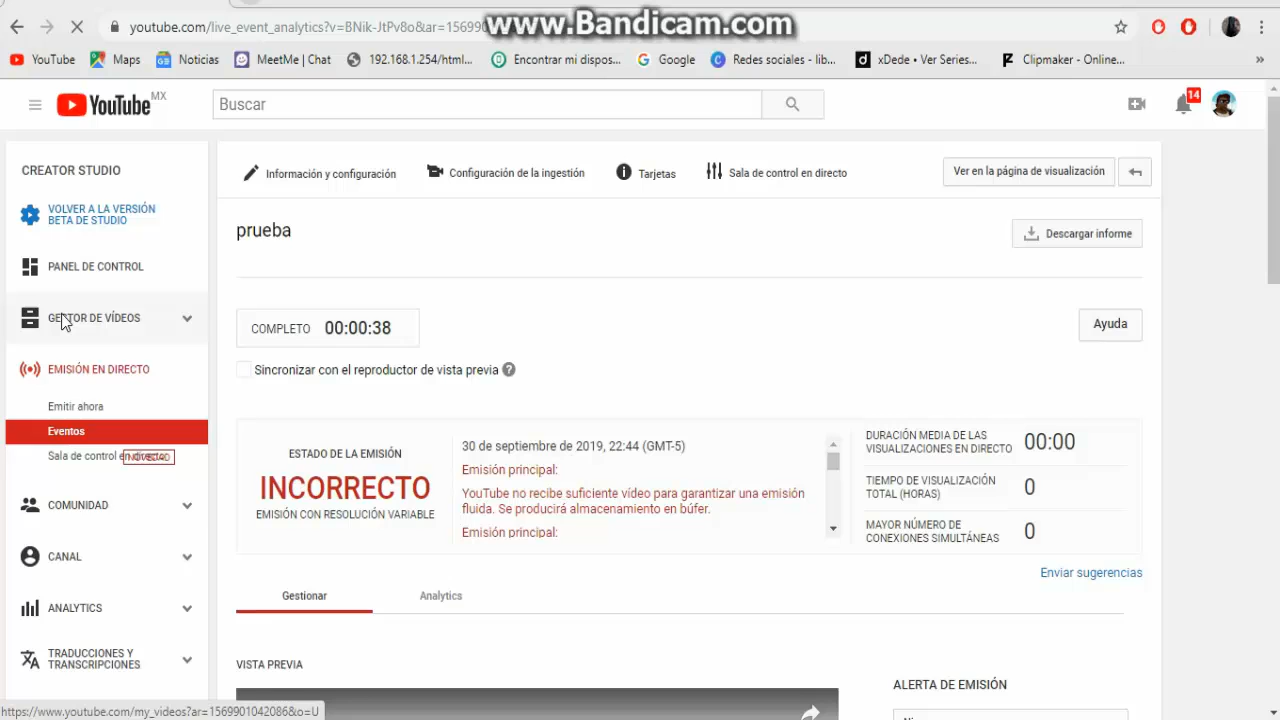 www.Bandicam.com
youtube.com/live_event_analytics?v=BNik-JtPv8o&ar=15699
YouTube
Maps
Noticias
MeetMe | Chat
192.168.1.254/html...
Encontrar mi dispos...
Google
Redes sociales - lib...
xDede • Ver Series...
Clipmaker - Online...
»
YouTube MX
Buscar
14
CREATOR STUDIO
Información y configuración
Configuración de la ingestión
Tarjetas
Sala de control en directo
Ver en la página de visualización
VOLVER A LA VERSIÓN
BETA DE STUDIO
prueba
Descargar informe
PANEL DE CONTROL
GESTOR DE VÍDEOS
COMPLETO 00:00:38
Ayuda
EMISIÓN EN DIRECTO
Sincronizar con el reproductor de vista previa ?
Emitir ahora
Eventos
Sala de control en directo
ESTADO DE LA EMISIÓN
INCORRECTO
EMISIÓN CON RESOLUCIÓN VARIABLE
30 de septiembre de 2019, 22:44 (GMT-5)
Emisión principal:
YouTube no recibe suficiente vídeo para garantizar una emisión
fluida. Se producirá almacenamiento en búfer.
Emisión principal:
DURACIÓN MEDIA DE LAS
VISUALIZACIONES EN DIRECTO
00:00
TIEMPO DE VISUALIZACIÓN
TOTAL (HORAS)
0
MAYOR NÚMERO DE
CONEXIONES SIMULTÁNEAS
0
COMUNIDAD
CANAL
Enviar sugerencias
Gestionar
Analytics
ANALYTICS
TRADUCCIONES Y
TRANSCRIPCIONES
VISTA PREVIA
ALERTA DE EMISIÓN
https://www.youtube.com/my_videos?ar=1569901042086&o=U